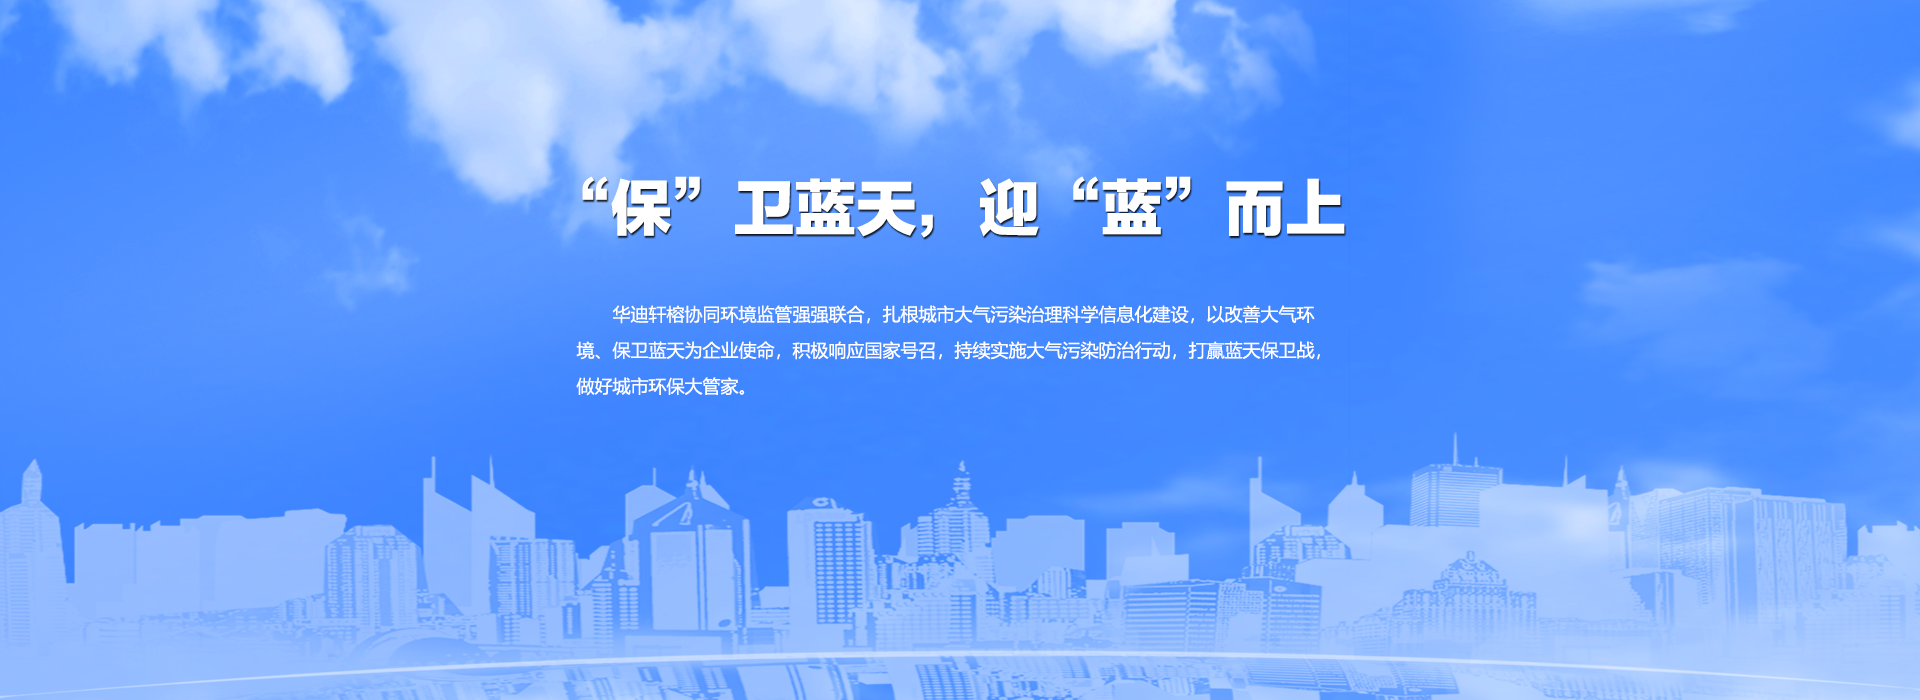 “保”卫蓝天，迎“蓝”而上
华迪轩榕协同环境监管强强联合，扎根城市大气污染治理科学信息化建设，以改善大气环
境、保卫蓝天为企业使命，积极响应国家号召，持续实施大气污染防治行动，打赢蓝天保卫战，
做好城市环保大管家。